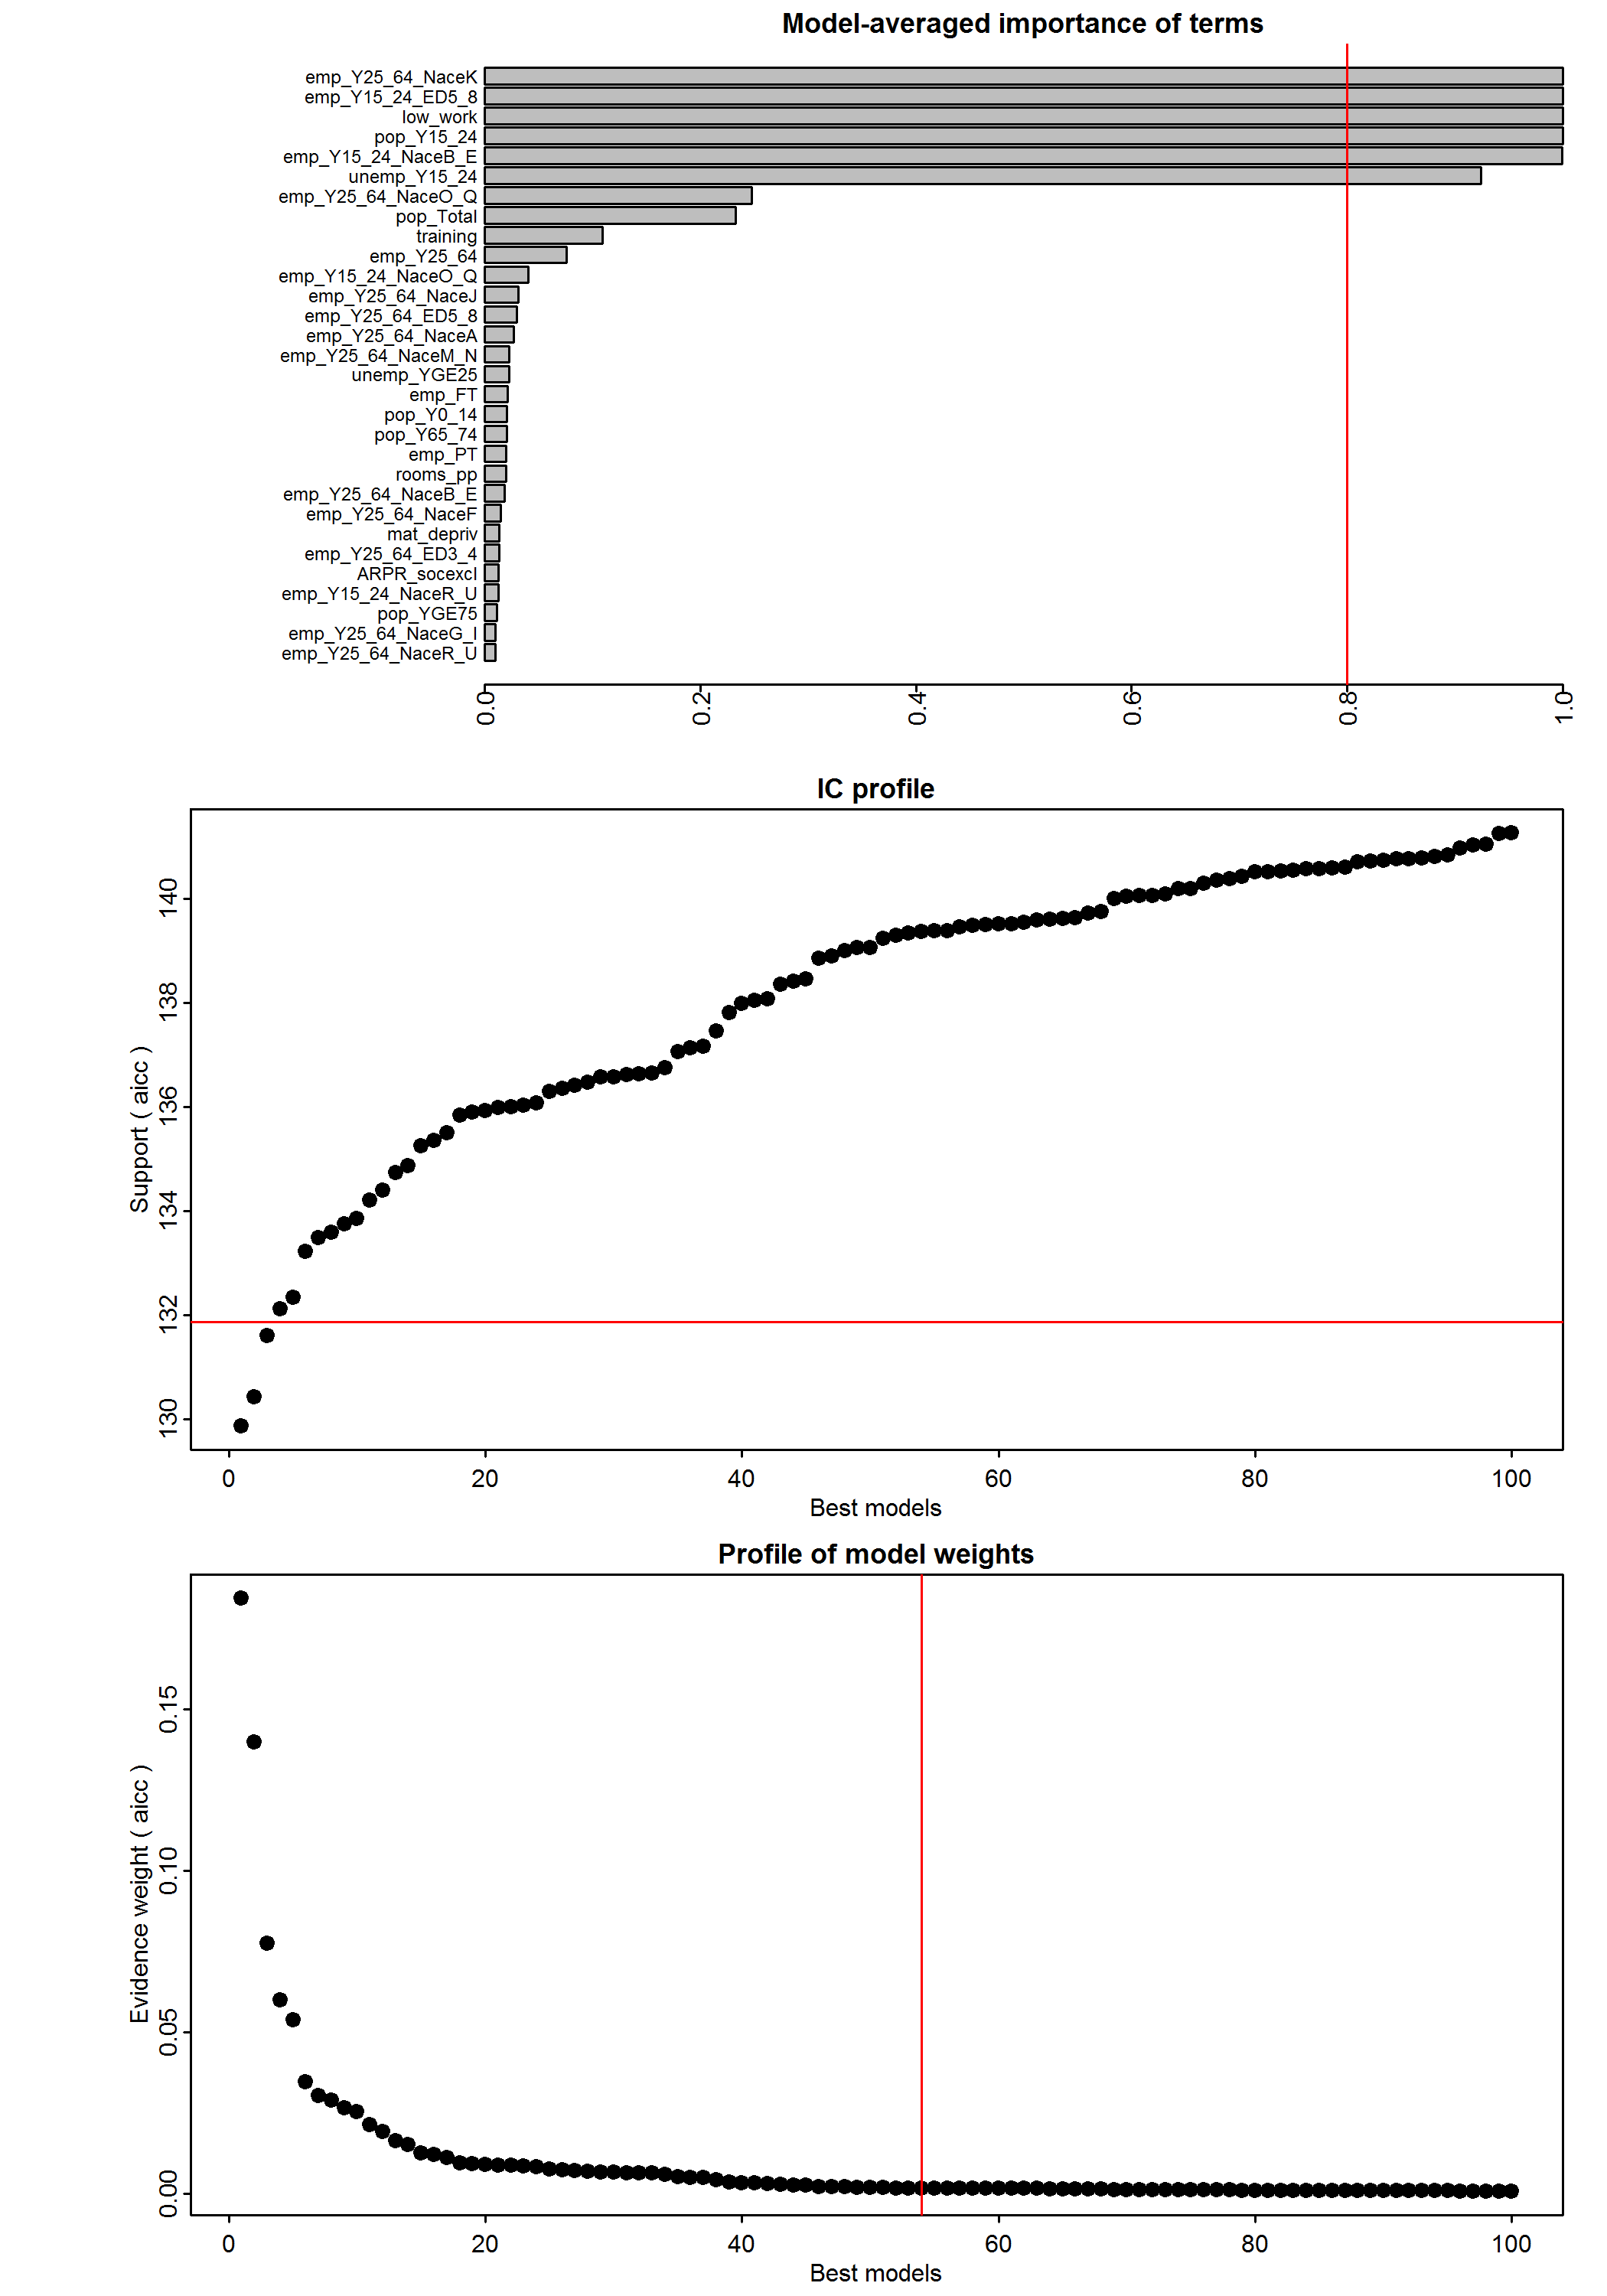 Model-averaged importance of terms
emp_Y25_64_NaceK
emp_Y15_24_ED5_8
low_work
pop_Y15_24
emp_Y15_24_NaceB_E
unemp_Y15_24
emp_Y25_64_NaceO_Q
pop_Total
training
emp_Y25_64
emp_Y15_24_NaceO_Q
emp_Y25_64_NaceJ
emp_Y25_64_ED5_8
emp_Y25_64_NaceA
emp_Y25_64_NaceM_N
unemp_YGE25
emp_FT
pop_Y0_14
pop_Y65_74
emp_PT
rooms_pp
emp_Y25_64_NaceB_E
emp_Y25_64_NaceF
mat_depriv
emp_Y25_64_ED3_4
ARPR_socexcl
emp_Y15_24_NaceR_U
pop_YGE75
emp_Y25_64_NaceG_I
emp_Y25_64_NaceR_U
0.0 0.2 0.4 0.6 0.8 1.0
IC profile
Support ( aicc )
140
138
136
134
132
130
0 20 40 60 80 100
Best models
Profile of model weights
Evidence weight ( aicc )
0.15
0.10
0.05
0.00
0 20 40 60 80 100
Best models